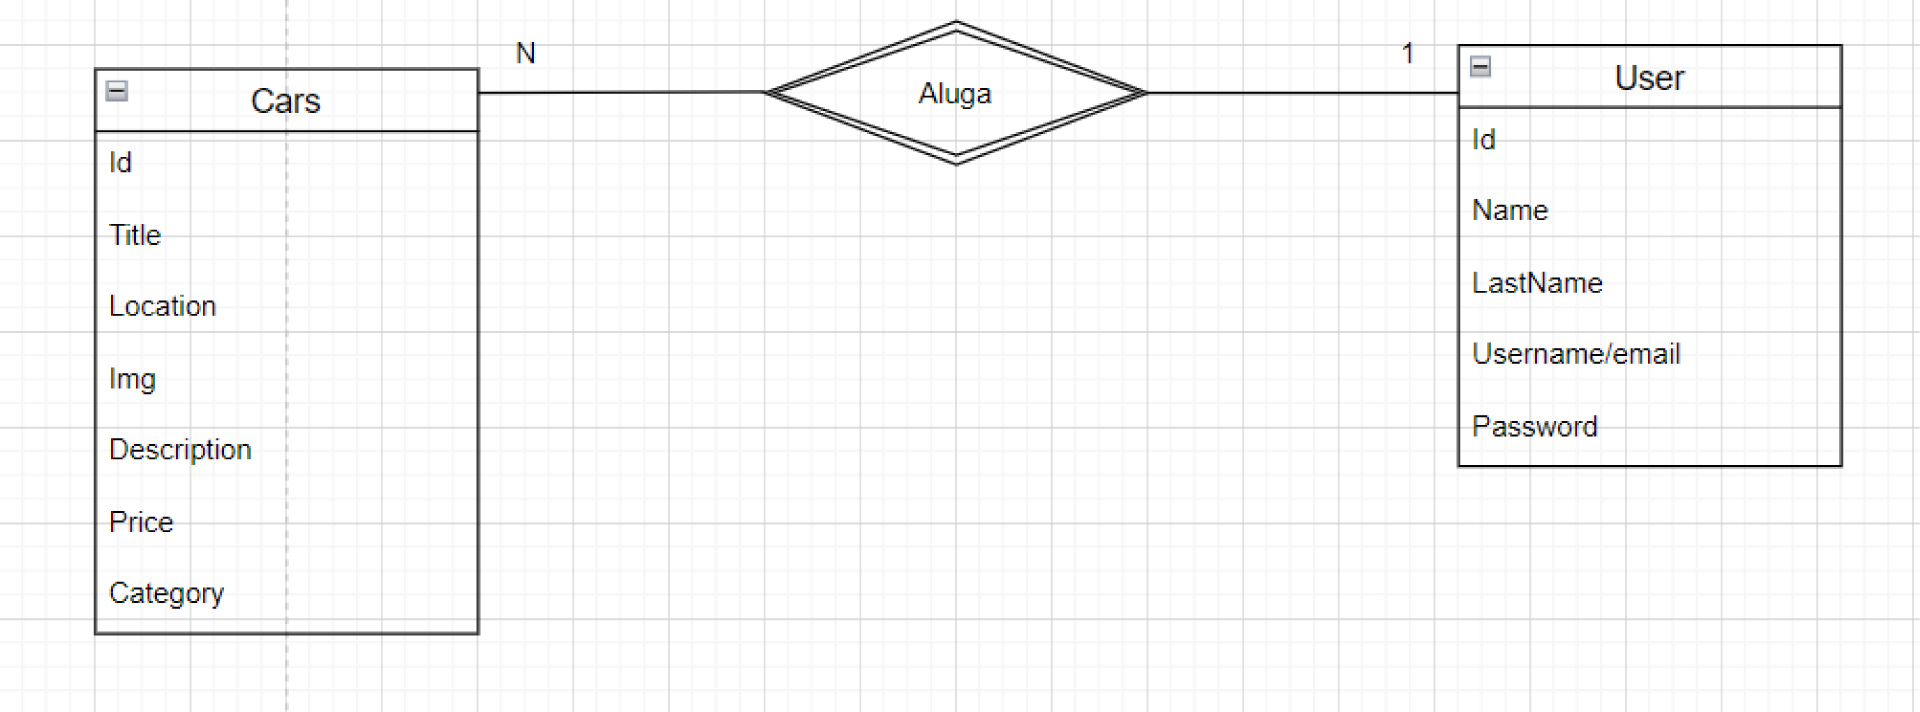 Cars
Id
Title
Location
Img
Description
Price
Category
N
Aluga
1
User
Id
Name
LastName
Username/email
Password